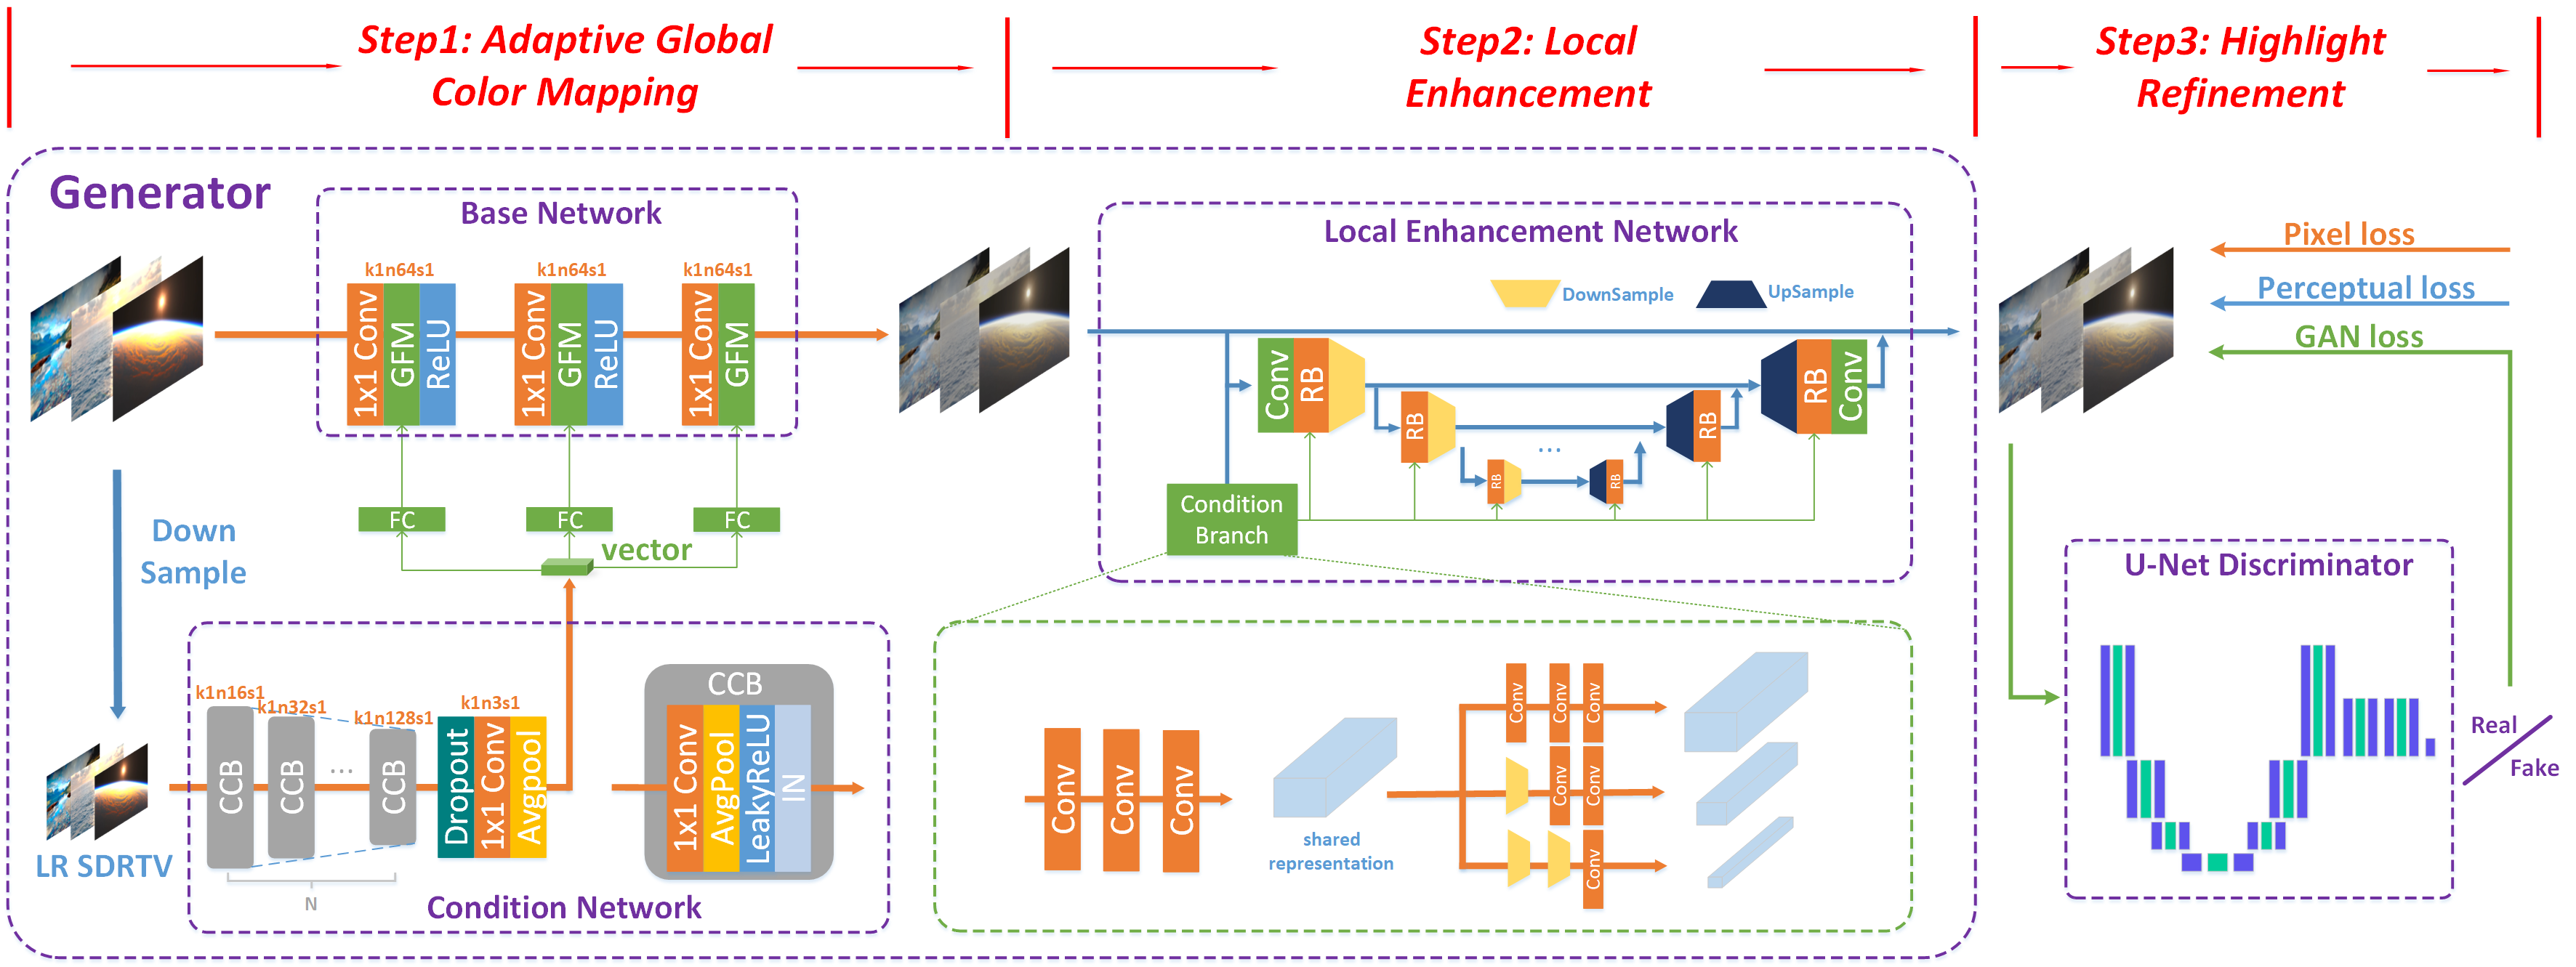 Step1: Adaptive Global
Color Mapping
Step2: Local
Enhancement
Step3: Highlight
Refinement
Generator
Base Network
k1n64s1
k1n64s1
k1n64s1
1x1 Conv
GFM
ReLU
1x1 Conv
GFM
ReLU
1x1 Conv
GFM
FC
FC
FC
vector
Down
Sample
LR SDRTV
k1n16s1
k1n32s1
k1n128s1
k1n3s1
CCB
CCB
...
CCB
Dropout
1x1 Conv
Avgpool
N
CCB
1x1 Conv
AvgPool
LeakyReLU
IN
Condition Network
Local Enhancement Network
DownSample
UpSample
Conv
RB
RB
RB
...
RB
RB
RB
Conv
Condition
Branch
Conv
Conv
Conv
shared
representation
Conv
Conv
Conv
Conv
Conv
Conv
Pixel loss
Perceptual loss
GAN loss
U-Net Discriminator
Real
Fake